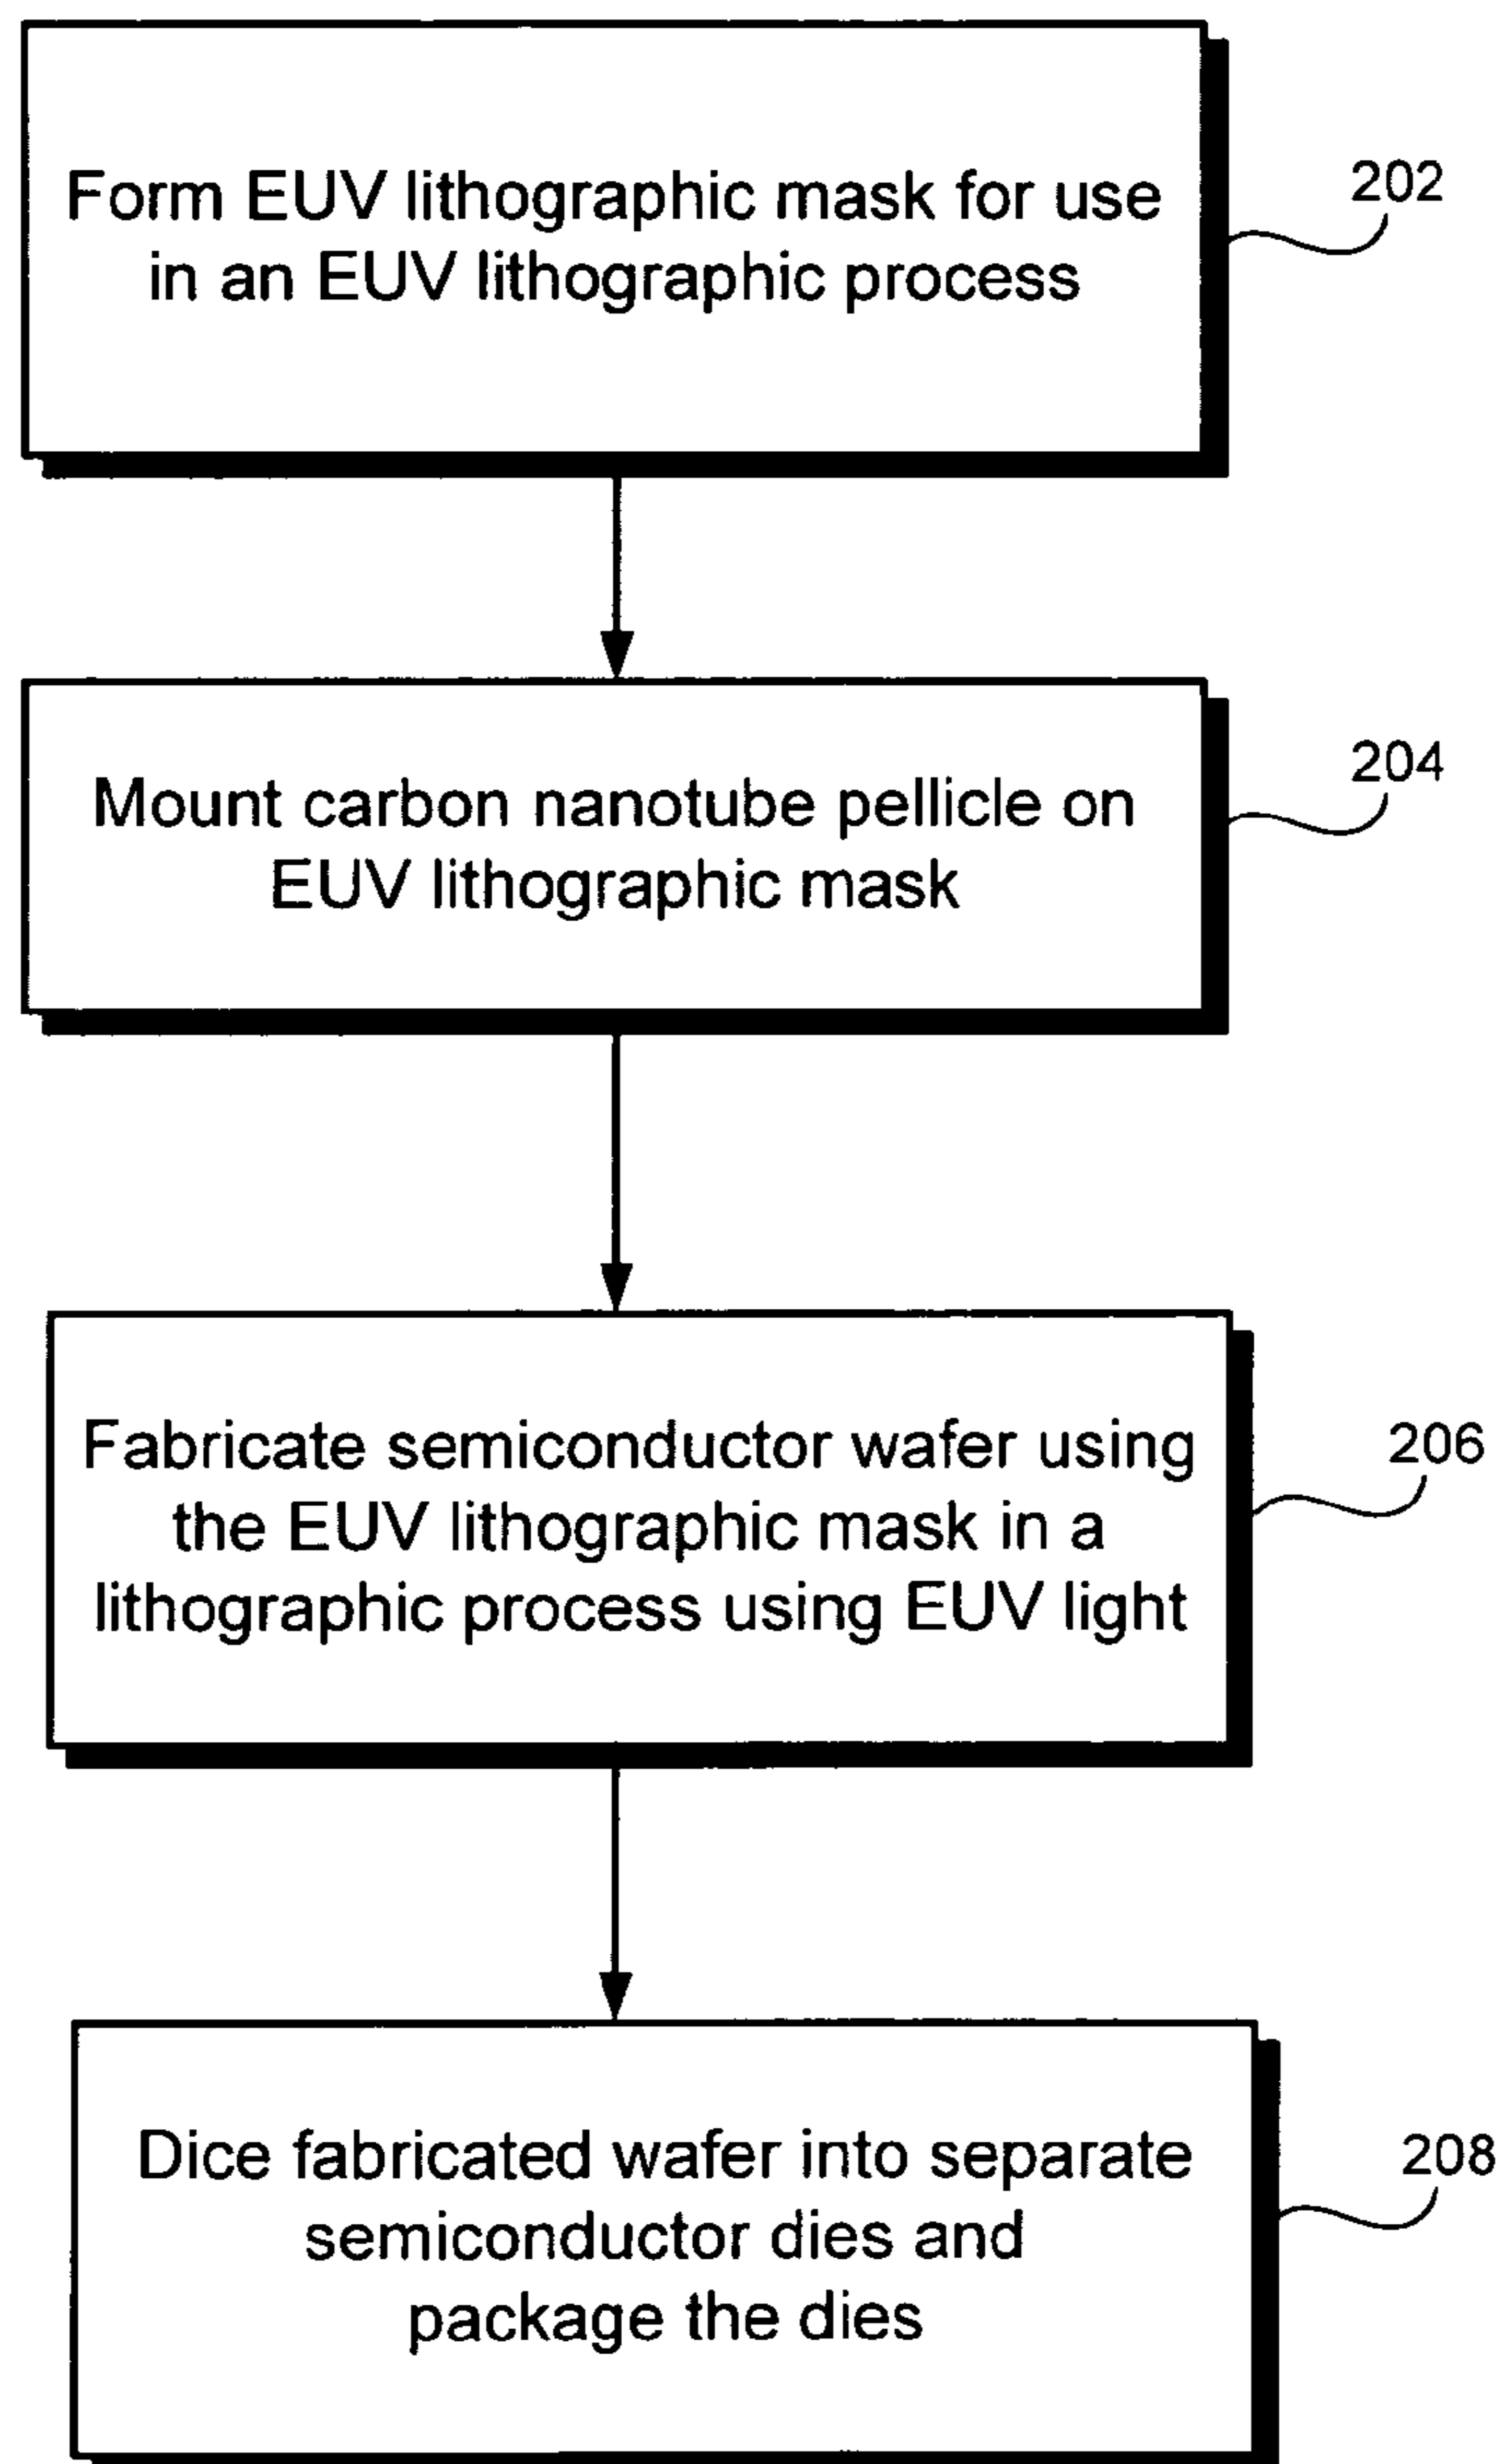 Form EUV lithographic mask for use
in an EUV lithographic process
202
Mount carbon nanotube pellicle on
EUV lithographic mask
204
Fabricate semiconductor wafer using
the EUV lithographic mask in a
lithographic process using EUV light
206
Dice fabricated wafer into separate
semiconductor dies and
package the dies
208